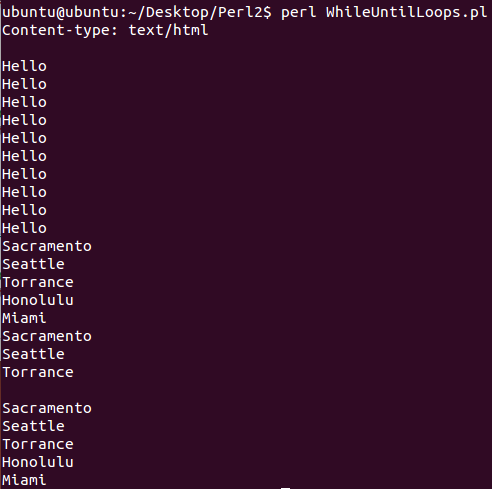 ubuntu@ubuntu:~/Desktop/Perl2$ perl WhileUntilLoops.pl
Content-type: text/html

Hello
Hello
Hello
Hello
Hello
Hello
Hello
Hello
Hello
Hello
Sacramento
Seattle
Torrance
Honolulu
Miami
Sacramento
Seattle
Torrance

Sacramento
Seattle
Torrance
Honolulu
Miami